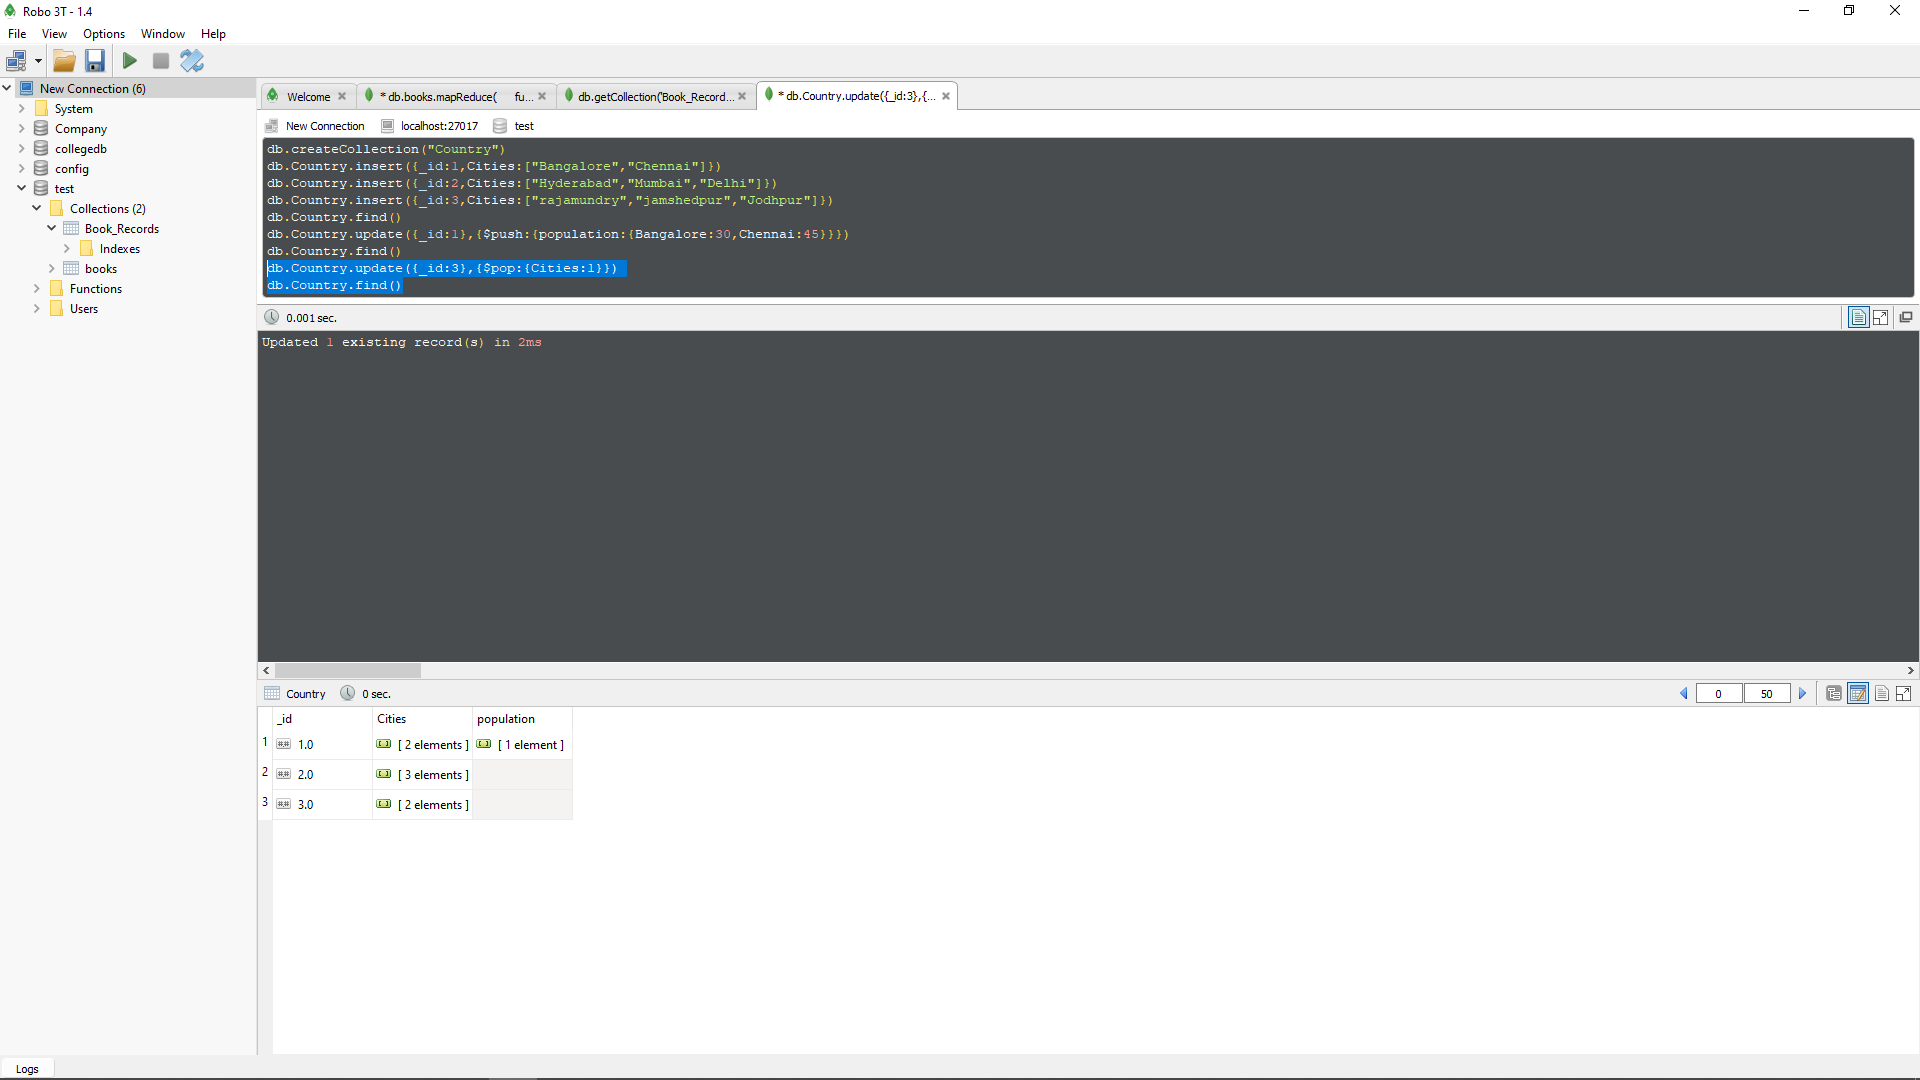 Robo 3T - 1.4
File View Options Window Help
New Connection (6)
System
Company
collegedb
config
test
Collections (2)
Book_Records
Indexes
books
Functions
Users
Welcome
* db.books.mapReduce( fu...
db.getCollection('Book_Record...
* db.Country.update({_id:3},{...
New Connection localhost:27017 test
db.createCollection("Country")
db.Country.insert({_id:1,Cities:["Bangalore","Chennai"]})
db.Country.insert({_id:2,Cities:["Hyderabad","Mumbai","Delhi"]})
db.Country.insert({_id:3,Cities:["rajamundry","jamshedpur","Jodhpur"]})
db.Country.find()
db.Country.update({_id:1},{$push:{population:{Bangalore:30,Chennai:45}}})
db.Country.find()
db.Country.update({_id:3},{$pop:{Cities:1}})
db.Country.find()
0.001 sec.
Updated 1 existing record(s) in 2ms
Country 0 sec.
0 50
_id Cities population
1 1.0 [ 2 elements ] [ 1 element ]
2 2.0 [ 3 elements ]
3 3.0 [ 2 elements ]
Logs